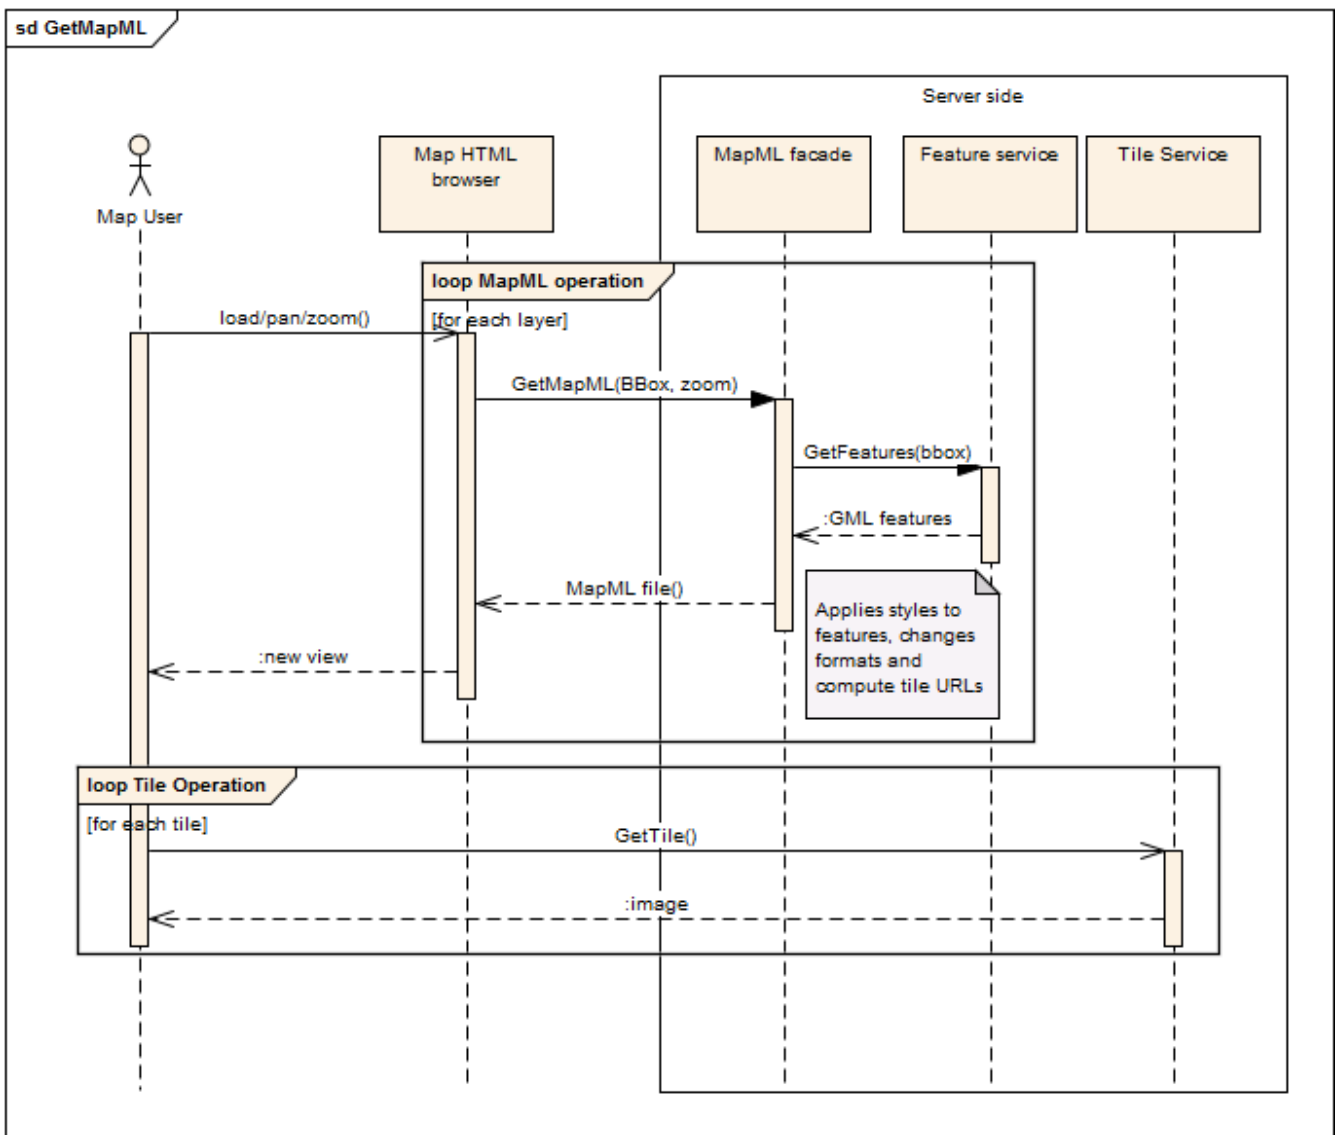 sd GetMapML
Server side
Map User
Map HTML
browser
MapML facade
Feature service
Tile Service
loop MapML operation
[for each layer]
load/pan/zoom()
GetMapML(BBox, zoom)
GetFeatures(bbox)
:GML features
MapML file()
Applies styles to
features, changes
formats and
compute tile URLs
:new view
loop Tile Operation
[for each tile]
GetTile()
:image